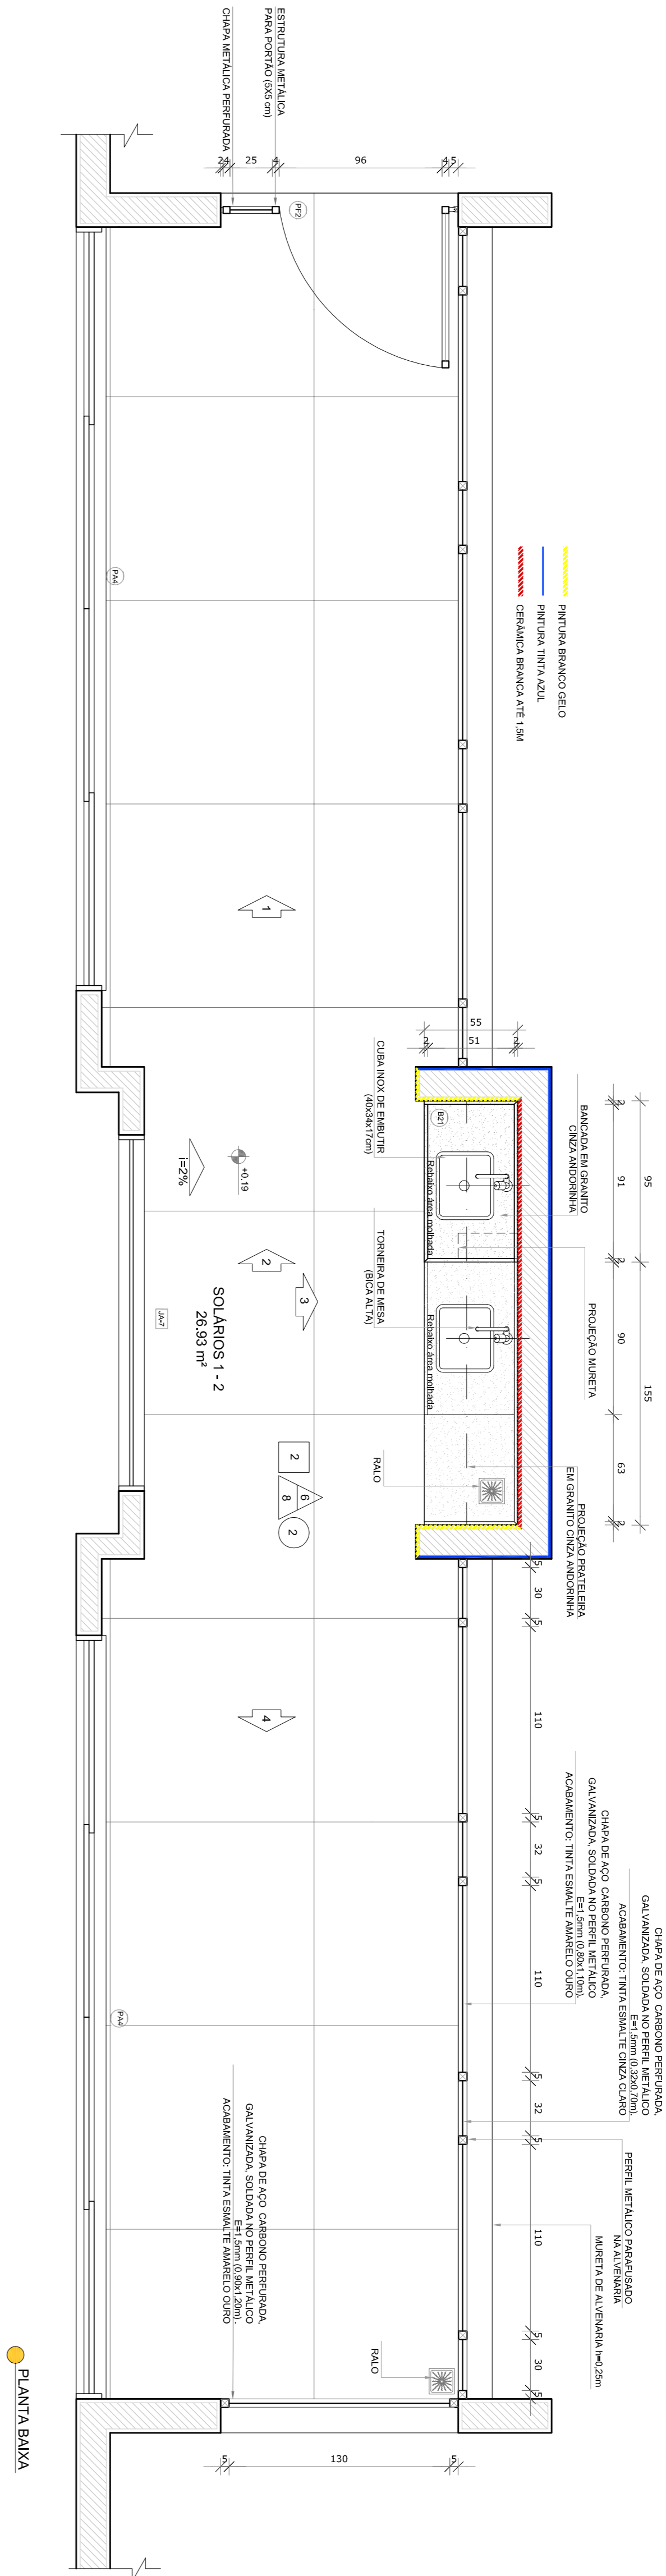 ESTRUTURA METÁLICA
PARA PORTÃO (5X5 cm)
CHAPA METÁLICA PERFURADA
2
4
25
4
96
4
5
PF2
PINTURA BRANCO GELO
PINTURA TINTA AZUL
CERÂMICA BRANCA ATÉ 1,5M
PA4
1
55
2
51
2
CUBA INOX DE EMBUTIR
(40x34x17cm)
B21
Rebaixo área molhada
BANCADA EM GRANITO
CINZA ANDORINHA
2
91
95
2
90
155
63
2
PROJEÇÃO MURETA
+0.19
i=2%
2
3
TORNEIRA DE MESA
(BICA ALTA)
Rebaixo área molhada
JA-7
SOLÁRIOS 1 - 2
26.93 m²
2
6
8
2
RALO
PROJEÇÃO PRATELEIRA
EM GRANITO CINZA ANDORINHA
5
30
5
110
5
32
5
110
5
32
5
110
5
30
5
4
CHAPA DE AÇO CARBONO PERFURADA,
GALVANIZADA, SOLDADA NO PERFIL METÁLICO
E=1,5mm (0,80x1,10m).
ACABAMENTO: TINTA ESMALTE AMARELO OURO
CHAPA DE AÇO CARBONO PERFURADA,
GALVANIZADA, SOLDADA NO PERFIL METÁLICO
E=1,5mm (0,32x0,70m).
ACABAMENTO: TINTA ESMALTE CINZA CLARO
PERFIL METÁLICO PARAFUSADO
NA ALVENARIA
MURETA DE ALVENARIA h=0,25m
PA4
CHAPA DE AÇO CARBONO PERFURADA,
GALVANIZADA, SOLDADA NO PERFIL METÁLICO
E=1,5mm (0,90x1,20m).
ACABAMENTO: TINTA ESMALTE AMARELO OURO
RALO
5
130
5
PLANTA BAIXA